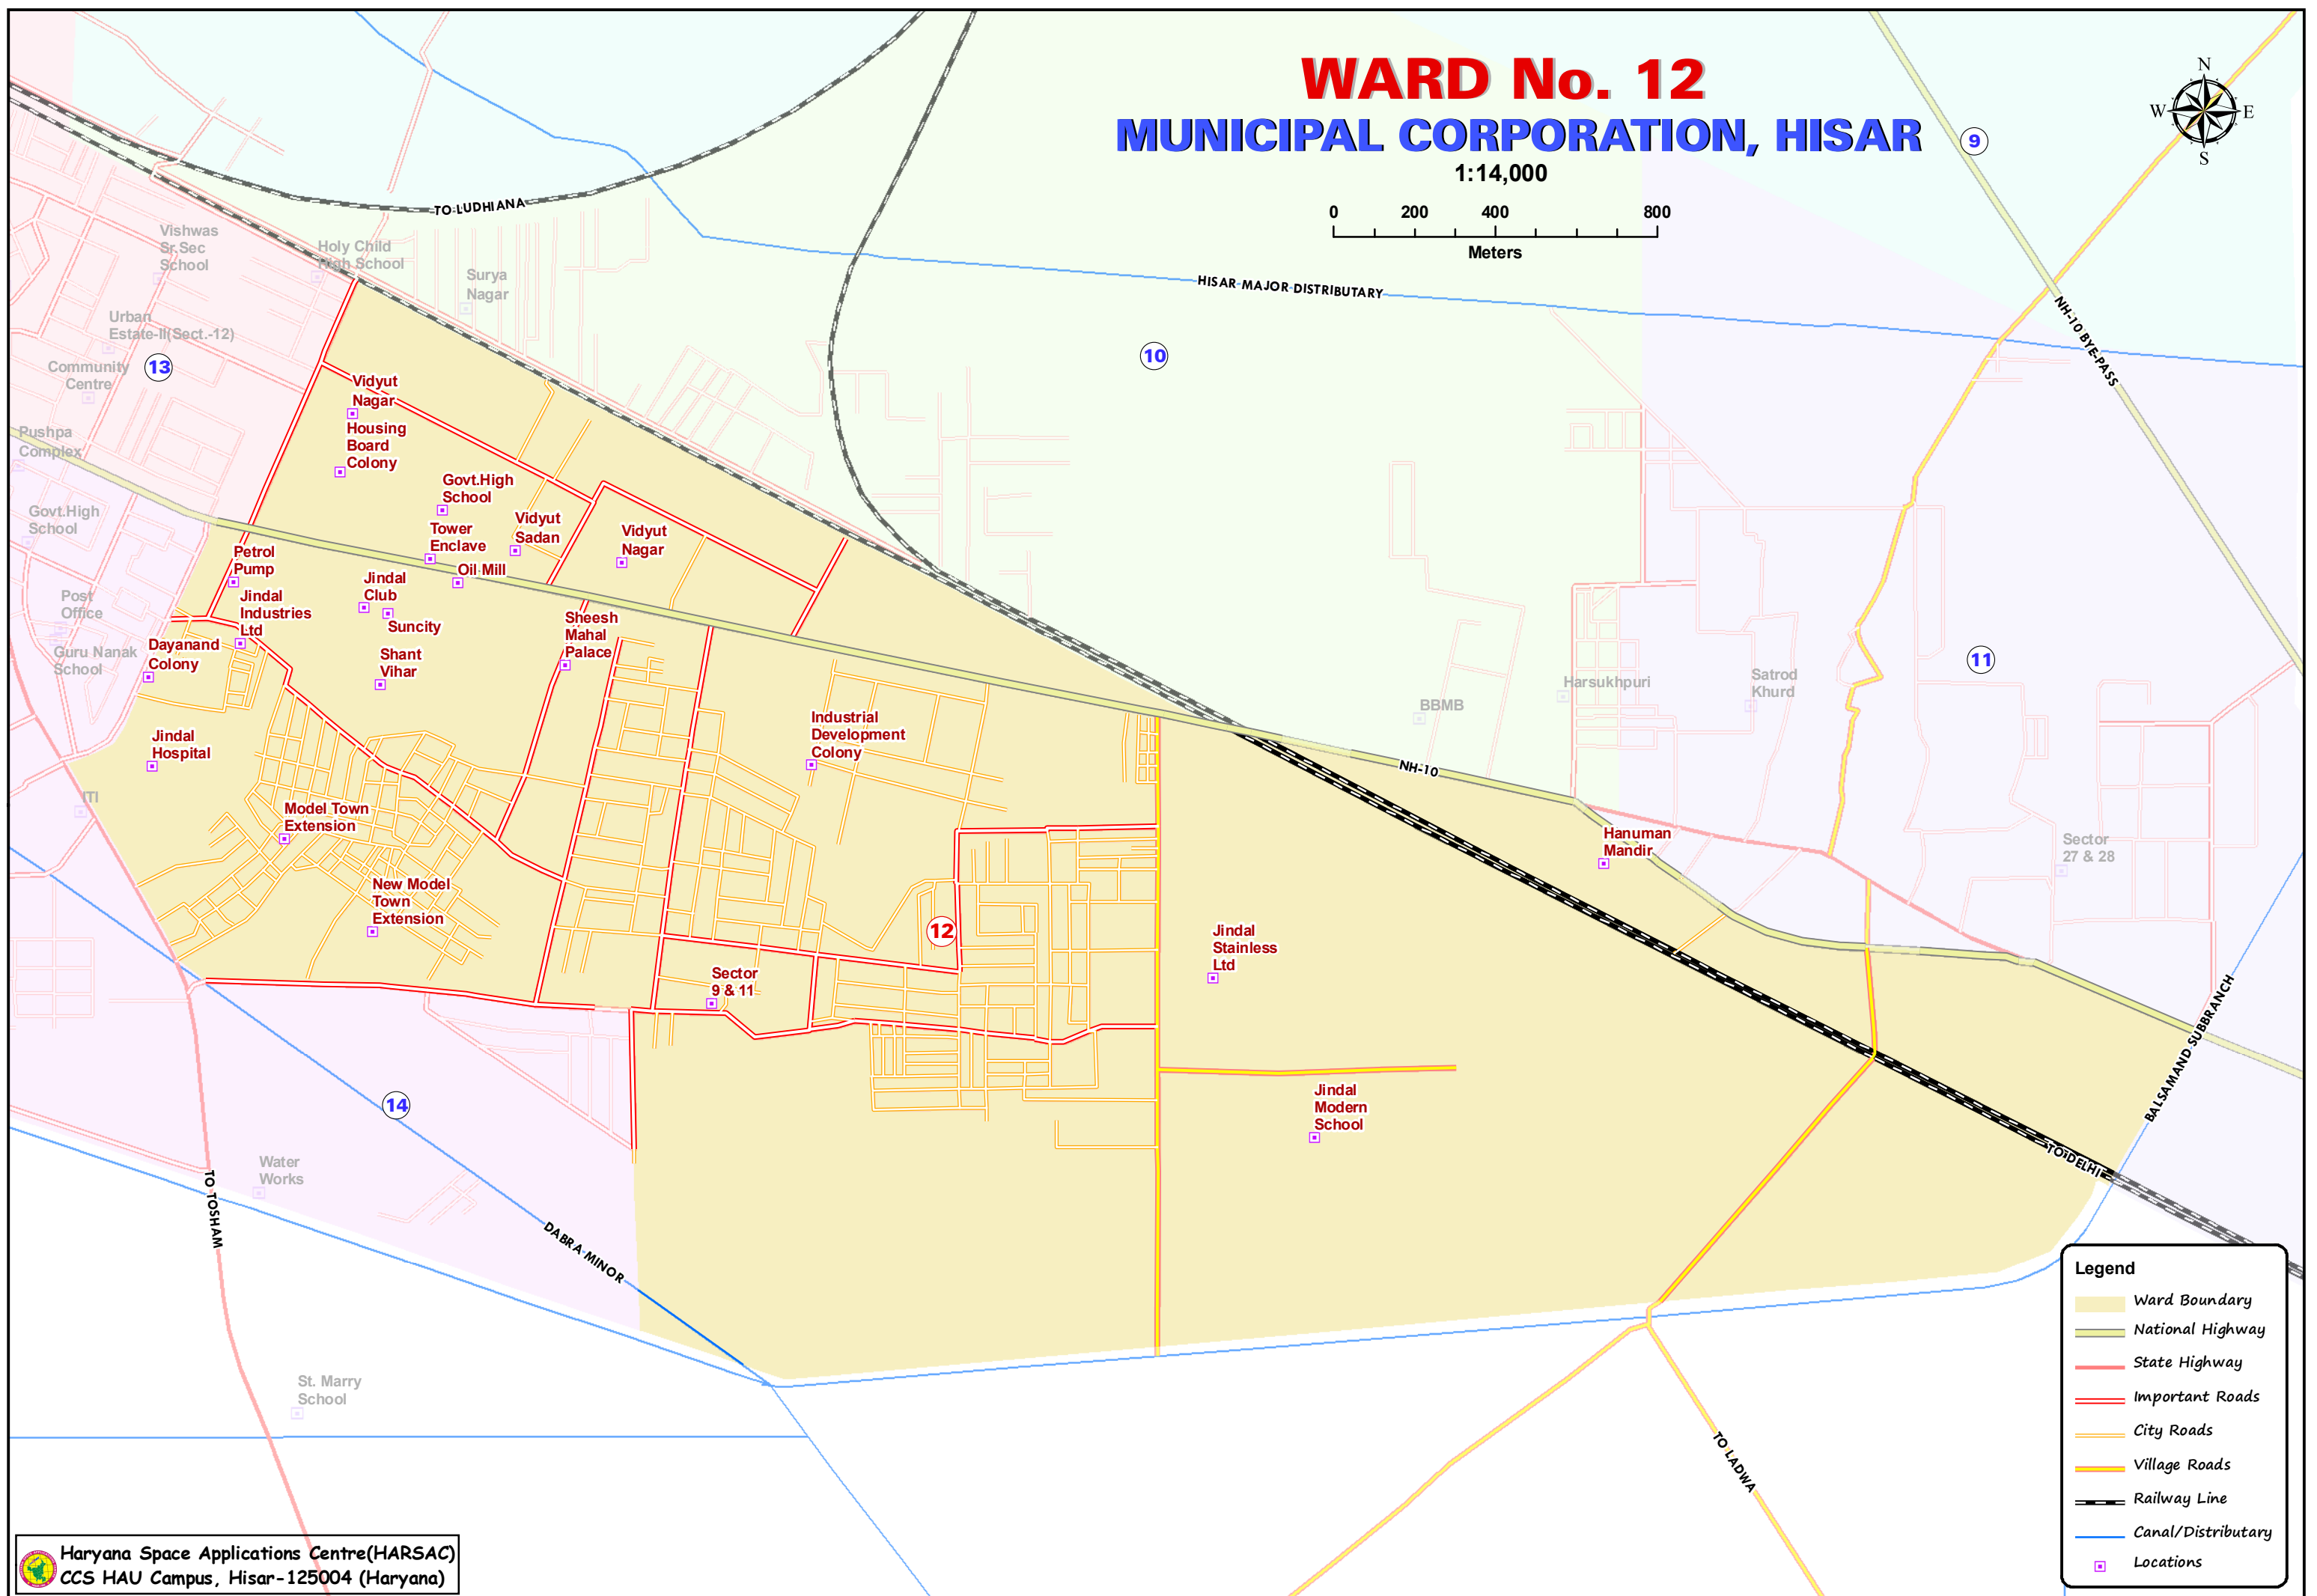 WARD No. 12
MUNICIPAL CORPORATION, HISAR
1:14,000
0 200 400 800
Meters
N
W E
S
9
TO LUDHIANA
Vishwas
Sr.Sec
School
Holy Child
High School
Surya
Nagar
HISAR MAJOR DISTRIBUTARY
NH-10 BYE-PASS
Urban
Estate-II(Sect.-12)
Community
Centre
13
10
Vidyut
Nagar
Housing
Board
Colony
Pushpa
Complex
Govt.High
School
Govt.High
School
Tower
Enclave
Vidyut
Sadan
Vidyut
Nagar
Oil Mill
Petrol
Pump
Jindal
Club
Suncity
Jindal
Industries
Ltd
Post
Office
Guru Nanak
School
Dayanand
Colony
Shant
Vihar
Sheesh
Mahal
Palace
Harsukhpuri
Satrod
Khurd
11
BBMB
Jindal
Hospital
Industrial
Development
Colony
NH-10
ITI
Model Town
Extension
Hanuman
Mandir
Sector
27 & 28
New Model
Town
Extension
12
Jindal
Stainless
Ltd
Sector
9 & 11
BALSAMAND SUBBRANCH
14
Jindal
Modern
School
TO DELHI
Water
Works
TO TOSHAM
DABRA MINOR
St. Marry
School
TO LADWA
Legend
Ward Boundary
National Highway
State Highway
Important Roads
City Roads
Village Roads
Railway Line
Canal/Distributary
Locations
Haryana Space Applications Centre(HARSAC)
CCS HAU Campus, Hisar-125004 (Haryana)